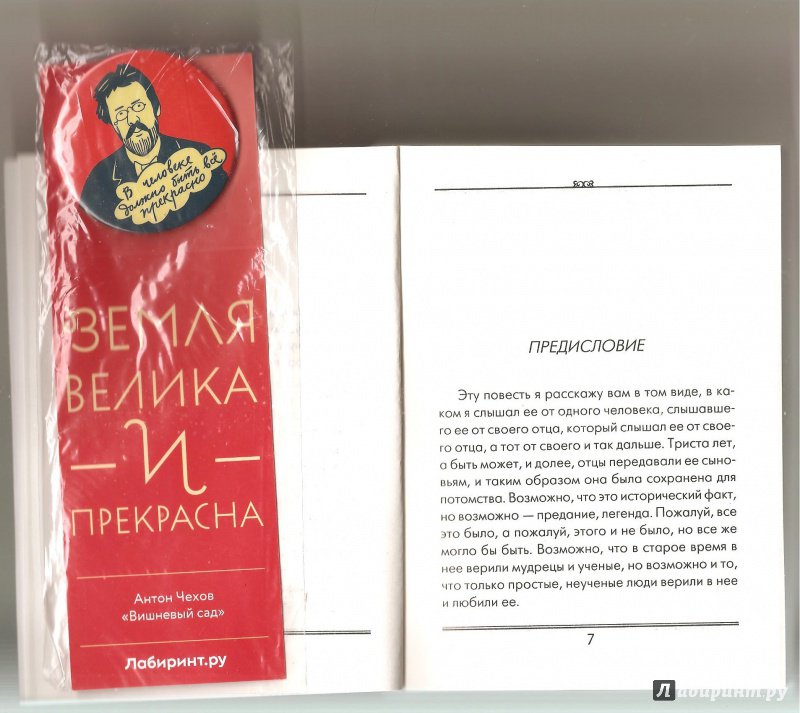 В человеке
должно быть всё
прекрасно
ЗЕМЛЯ
ВЕЛИКА
И
ПРЕКРАСНА
Антон Чехов
«Вишневый сад»
Лабиринт.ру
ПРЕДИСЛОВИЕ
Эту повесть я расскажу вам в том виде, в ка-
ком я слышал ее от одного человека, слышавше-
го ее от своего отца, который слышал ее от свое-
го отца, а тот от своего и так дальше. Триста лет,
а быть может, и долее, отцы передавали ее сыно-
вьям, и таким образом она была сохранена для
потомства. Возможно, что это исторический факт,
но возможно — предание, легенда. Пожалуй, все
это было, а пожалуй, этого и не было, но все же
могло бы быть. Возможно, что в старое время в
нее верили мудрецы и ученые, но возможно и то,
что только простые, неученые люди верили в нее
и любили ее.
7
Лабиринт.ру